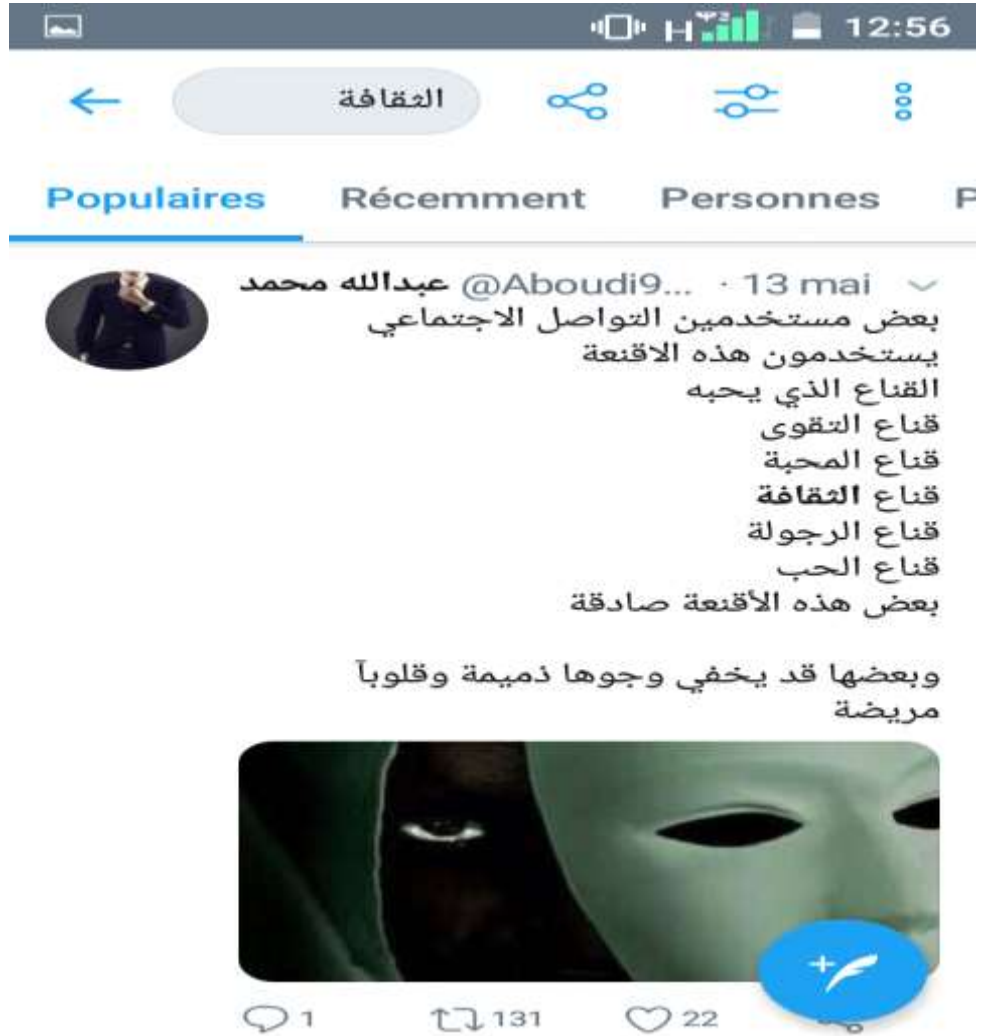 12:56
الثقافة
Populaires Récemment Personnes P
عبدالله محمد @Aboudi9... · 13 mai
بعض مستخدمين التواصل الاجتماعي
يستخدمون هذه الاقنعة
القناع الذي يحبه
قناع التقوى
قناع المحبة
قناع الثقافة
قناع الرجولة
قناع الحب
بعض هذه الأقنعة صادقة
وبعضها قد يخفي وجوها ذميمة وقلوبآ
مريضة
1 131 22